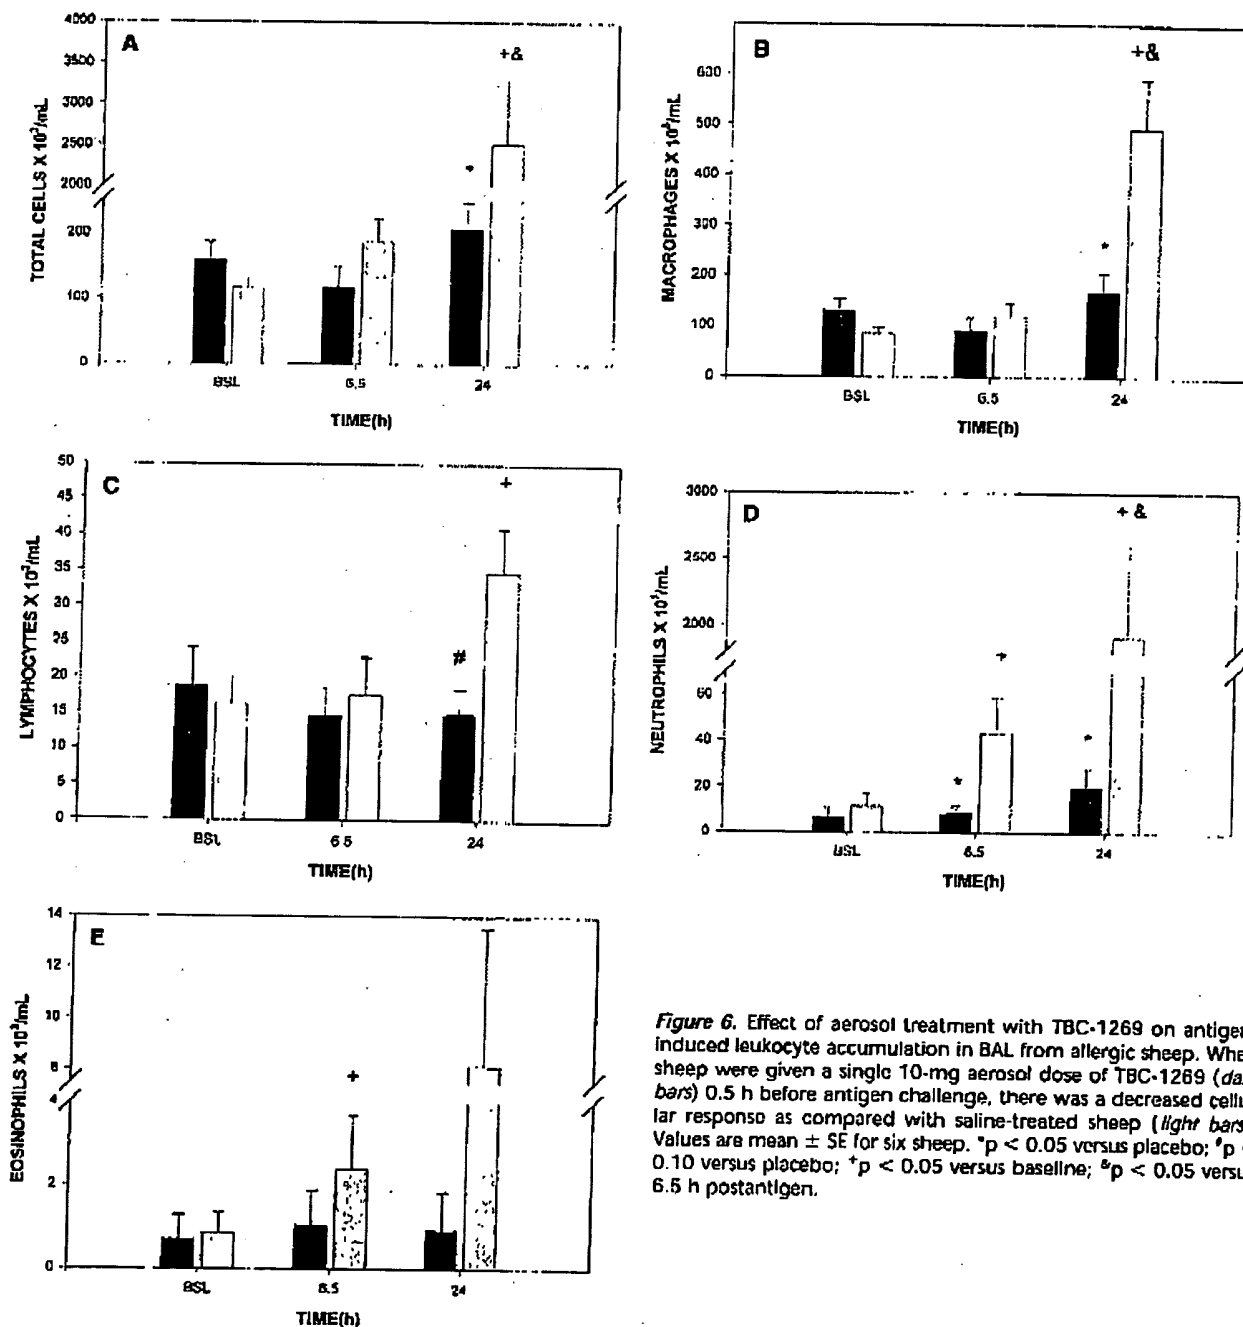 A
+&
4000
3500
3000
2500
2000
200
100
0
TOTAL CELLS X 10³/mL
*
BSL
6.5
24
TIME(h)
B
+&
600
500
400
300
200
100
0
MACROPHAGES X 10³/mL
*
BSL
6.5
24
TIME(h)
C
+
50
45
40
35
30
25
20
15
10
5
0
LYMPHOCYTES X 10³/mL
#
BSL
6.5
24
TIME(h)
D
+ &
3000
2500
2000
60
40
20
0
NEUTROPHILS X 10³/mL
+
*
*
BSL
6.5
24
TIME(h)
E
14
12
10
8
4
2
0
EOSINOPHILS X 10³/mL
+
BSL
6.5
24
TIME(h)
Figure 6. Effect of aerosol treatment with TBC-1269 on antigen
induced leukocyte accumulation in BAL from allergic sheep. Whe
sheep were given a single 10-mg aerosol dose of TBC-1269 (da
bars) 0.5 h before antigen challenge, there was a decreased cellu
lar response as compared with saline-treated sheep (light bars
Values are mean ± SE for six sheep. *p < 0.05 versus placebo; #p <
0.10 versus placebo; +p < 0.05 versus baseline; &p < 0.05 versu
6.5 h postantigen.